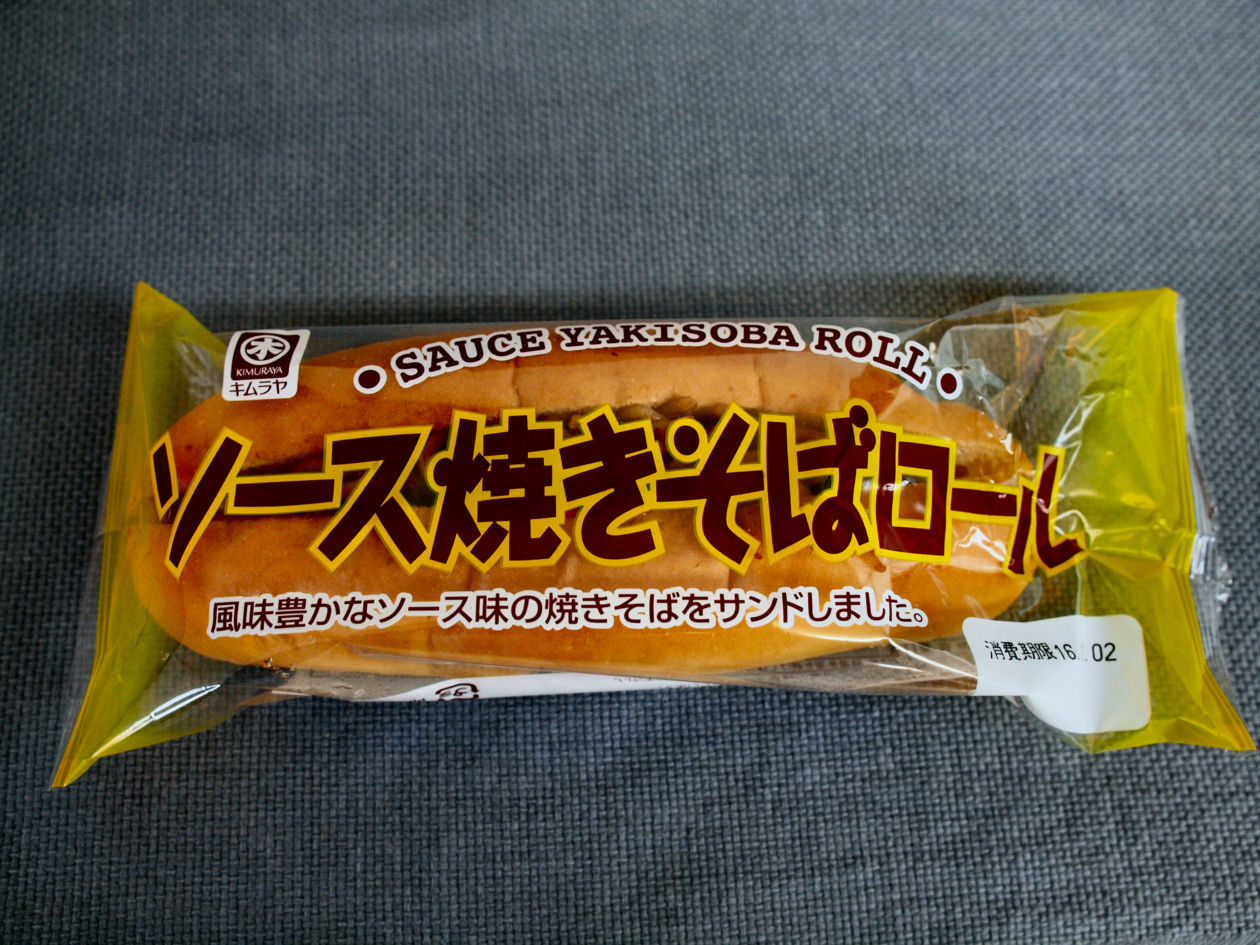 木
KIMURAYA
キムラヤ
SAUCE YAKISOBA ROLL
ソース焼きそばロール
風味豊かなソース味の焼きそばをサンドしました。
消費期限16. 02